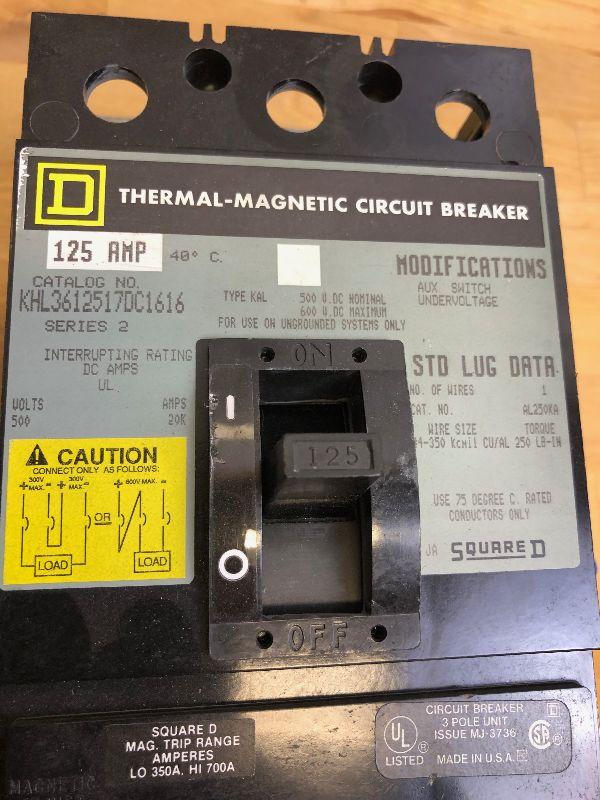 D THERMAL-MAGNETIC CIRCUIT BREAKER
125 AMP 40° C.
CATALOG NO.
KHL3612517DC1616
SERIES 2
TYPE KAL 500 V.DC NOMINAL
600 V.DC MAXIMUM
FOR USE ON UNGROUNDED SYSTEMS ONLY
MODIFICATIONS
AUX SWITCH
UNDERVOLTAGE
INTERRUPTING RATING
DC AMPS
UL
VOLTS AMPS
500 20K
STD LUG DATA
NO. OF WIRES 1
CAT. NO. AL250KA
WIRE SIZE TORQUE
4-350 Kcmil CU/AL 250 LB-IN
USE 75 DEGREE C. RATED
CONDUCTORS ONLY
JA SQUARE D
ON
I
125
O
OFF
CAUTION
CONNECT ONLY AS FOLLOWS:
+ 300V MAX. - + 300V MAX. - + 600V MAX. -
OR
LOAD LOAD
SQUARE D
MAG. TRIP RANGE
AMPERES
LO 350A. HI 700A
MAGNETIC
UL
LISTED
CIRCUIT BREAKER
3 POLE UNIT
ISSUE MJ-3736
MADE IN U.S.A.